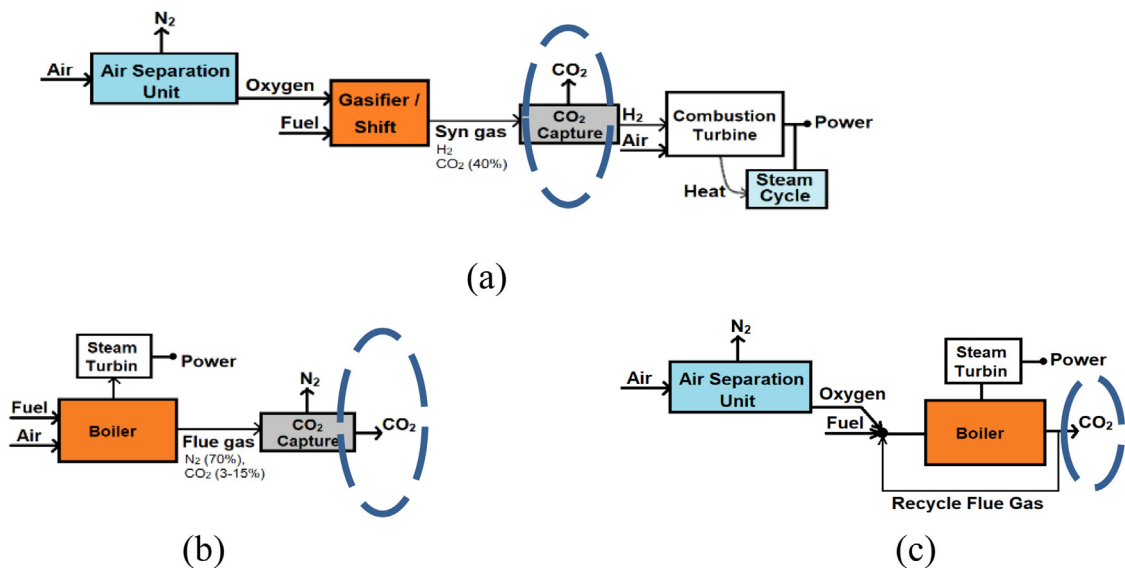 N₂
Air
Air Separation
Unit
Oxygen
Fuel
Gasifier /
Shift
Syn gas
H₂
CO₂ (40%)
CO₂
CO₂
Capture
H₂
Air
Combustion
Turbine
Power
Heat
Steam
Cycle
(a)
Steam
Turbin
Power
Fuel
Air
Boiler
Flue gas
N₂ (70%),
CO₂ (3-15%)
N₂
CO₂
Capture
CO₂
(b)
N₂
Air
Air Separation
Unit
Oxygen
Fuel
Steam
Turbin
Power
Boiler
CO₂
Recycle Flue Gas
(c)